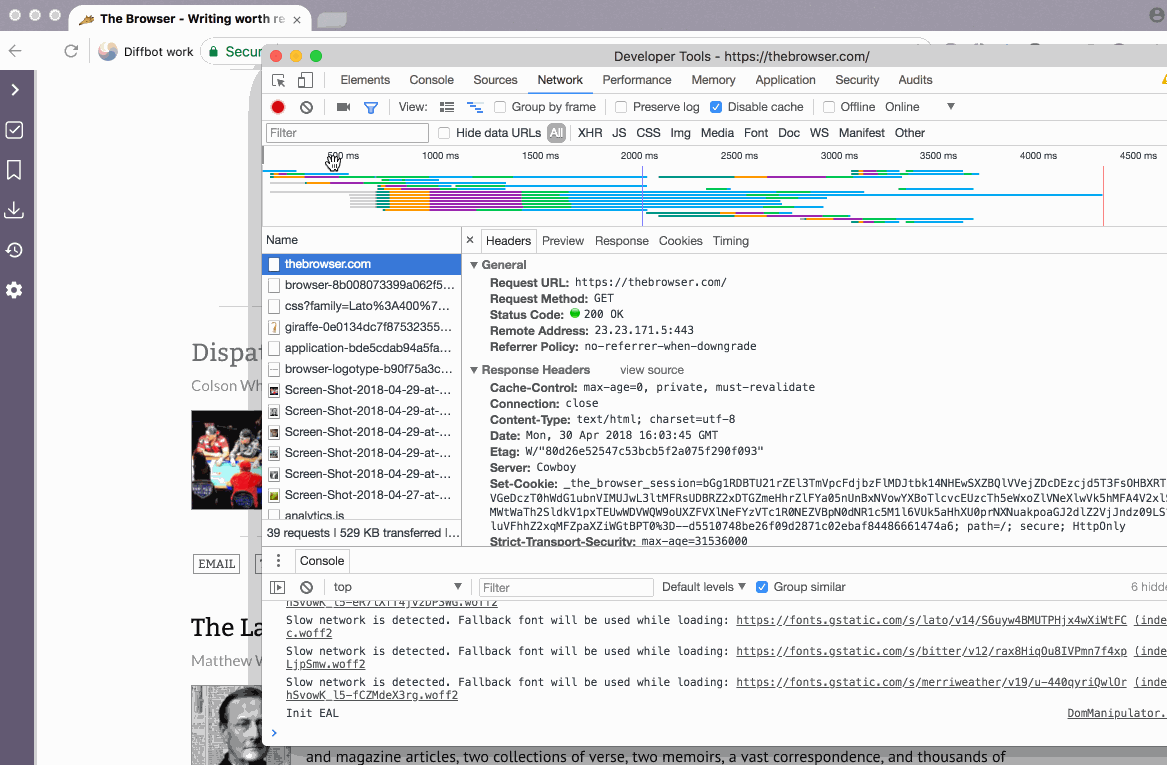 The Browser - Writing worth re
Diffbot work
Secur
Developer Tools - https://thebrowser.com/
Elements Console Sources Network Performance Memory Application Security Audits
View: Group by frame Preserve log Disable cache Offline Online
Filter Hide data URLs All XHR JS CSS Img Media Font Doc WS Manifest Other
500 ms 1000 ms 1500 ms 2000 ms 2500 ms 3000 ms 3500 ms 4000 ms 4500 ms
Name
thebrowser.com
browser-8b008073399a062f5...
css?family=Lato%3A400%7...
giraffe-0e0134dc7f87532355...
application-bde5cdab94a5fa...
browser-logotype-b90f75a3c...
Screen-Shot-2018-04-29-at-...
Screen-Shot-2018-04-29-at-...
Screen-Shot-2018-04-29-at-...
Screen-Shot-2018-04-29-at-...
Screen-Shot-2018-04-29-at-...
Screen-Shot-2018-04-27-at-...
analytics.js
39 requests | 529 KB transferred |...
Headers Preview Response Cookies Timing
General
Request URL: https://thebrowser.com/
Request Method: GET
Status Code: 200 OK
Remote Address: 23.23.171.5:443
Referrer Policy: no-referrer-when-downgrade
Response Headers view source
Cache-Control: max-age=0, private, must-revalidate
Connection: close
Content-Type: text/html; charset=utf-8
Date: Mon, 30 Apr 2018 16:03:45 GMT
Etag: W/"80d26e52547c53bcb5f2a075f290f093"
Server: Cowboy
Set-Cookie:
path=/; secure; HttpOnly
Strict-Transport-Security: max-age=31536000
Console
top Filter Default levels Group similar 6 hidde
Slow network is detected. Fallback font will be used while loading: https://fonts.gstatic.com/s/lato/v14/S6uyw4BMUTPHjx4wXiWtFC (inde
c.woff2
Slow network is detected. Fallback font will be used while loading: https://fonts.gstatic.com/s/bitter/v12/rax8HiqOu8IVPmn7f4xp (inde
LjpSmw.woff2
Slow network is detected. Fallback font will be used while loading: https://fonts.gstatic.com/s/merriweather/v19/u-440qyriQwlOr (inde
hSvowK_l5-fCZMdeX3rg.woff2
Init EAL DomManipulator.
Dispat
Colson Wh
EMAIL
The La
Matthew W
and magazine articles, two collections of verse, two memoirs, a vast correspondence, and thousands of